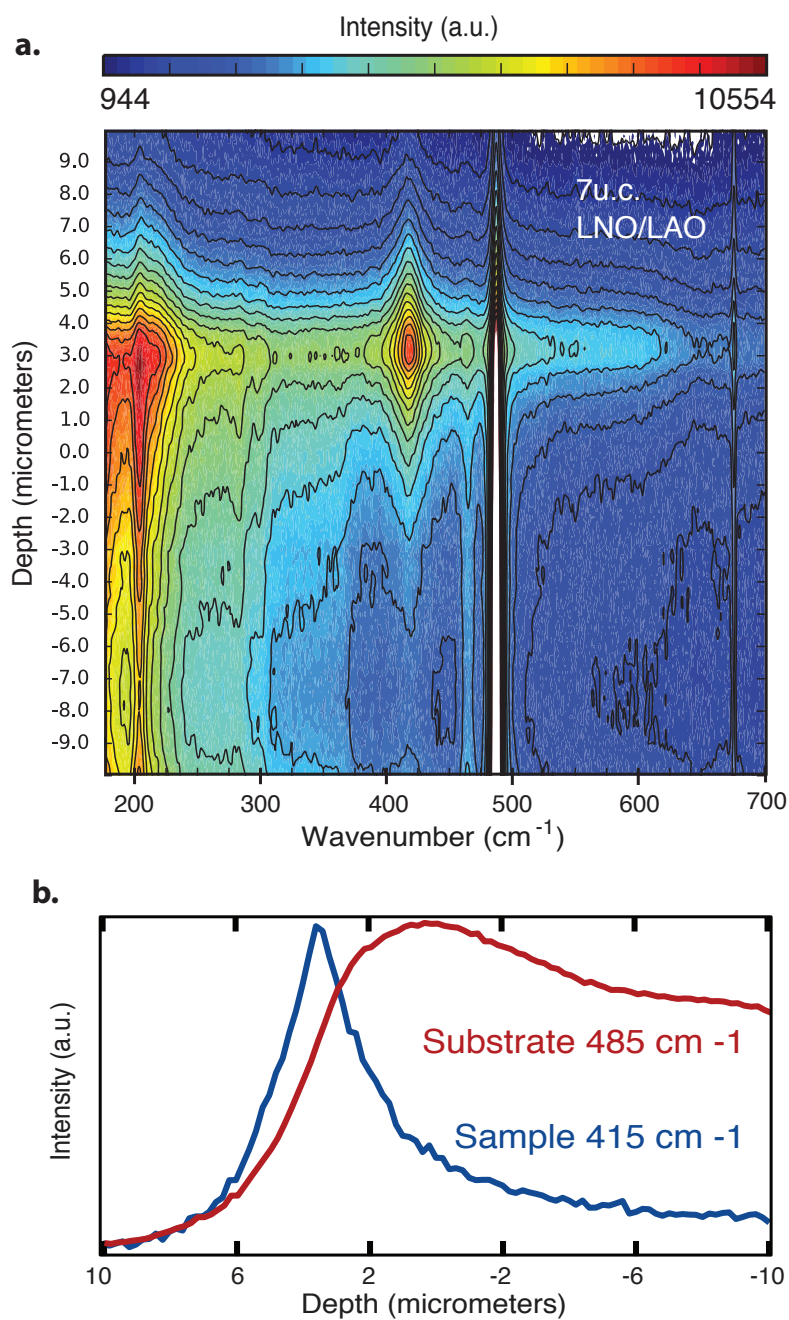 a.
Intensity (a.u.)
944 10554
7u.c.
LNO/LAO
Depth (micrometers)
9.0
8.0
7.0
6.0
5.0
4.0
3.0
2.0
1.0
0.0
-1.0
-2.0
-3.0
-4.0
-5.0
-6.0
-7.0
-8.0
-9.0
200 300 400 500 600 700
Wavenumber (cm⁻¹)
b.
Intensity (a.u.)
Substrate 485 cm -1
Sample 415 cm -1
10 6 2 -2 -6 -10
Depth (micrometers)